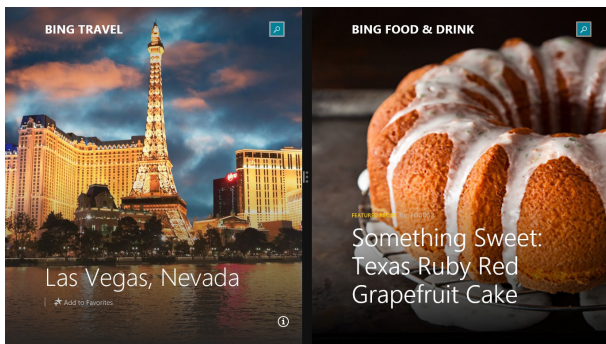 BING TRAVEL
Las Vegas, Nevada
Add to Favorites
BING FOOD & DRINK
Something Sweet:
Texas Ruby Red
Grapefruit Cake